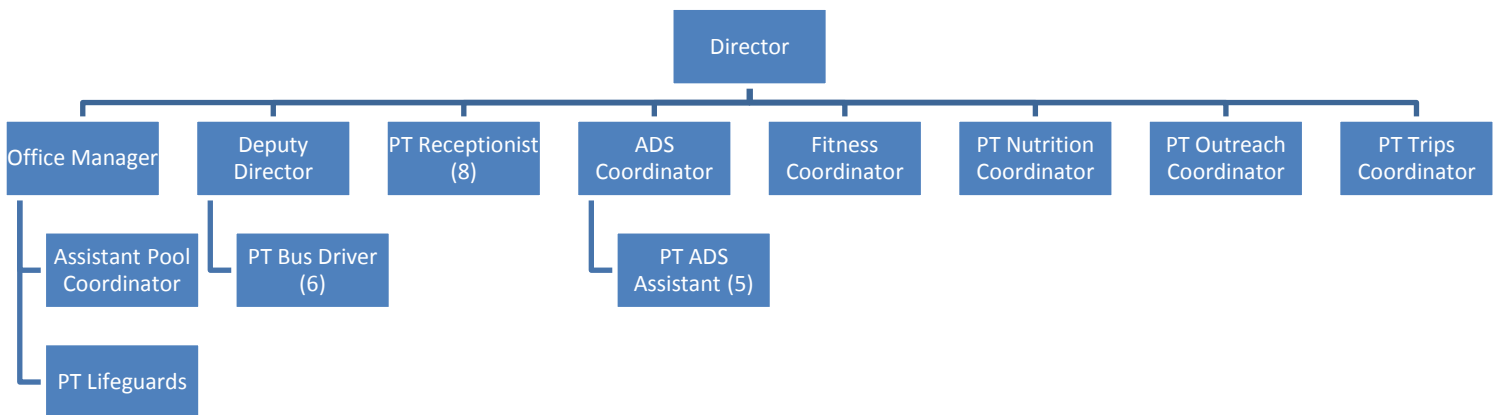 Director
Office Manager
Deputy
Director
PT Receptionist
(8)
ADS
Coordinator
Fitness
Coordinator
PT Nutrition
Coordinator
PT Outreach
Coordinator
PT Trips
Coordinator
Assistant Pool
Coordinator
PT Bus Driver
(6)
PT ADS
Assistant (5)
PT Lifeguards